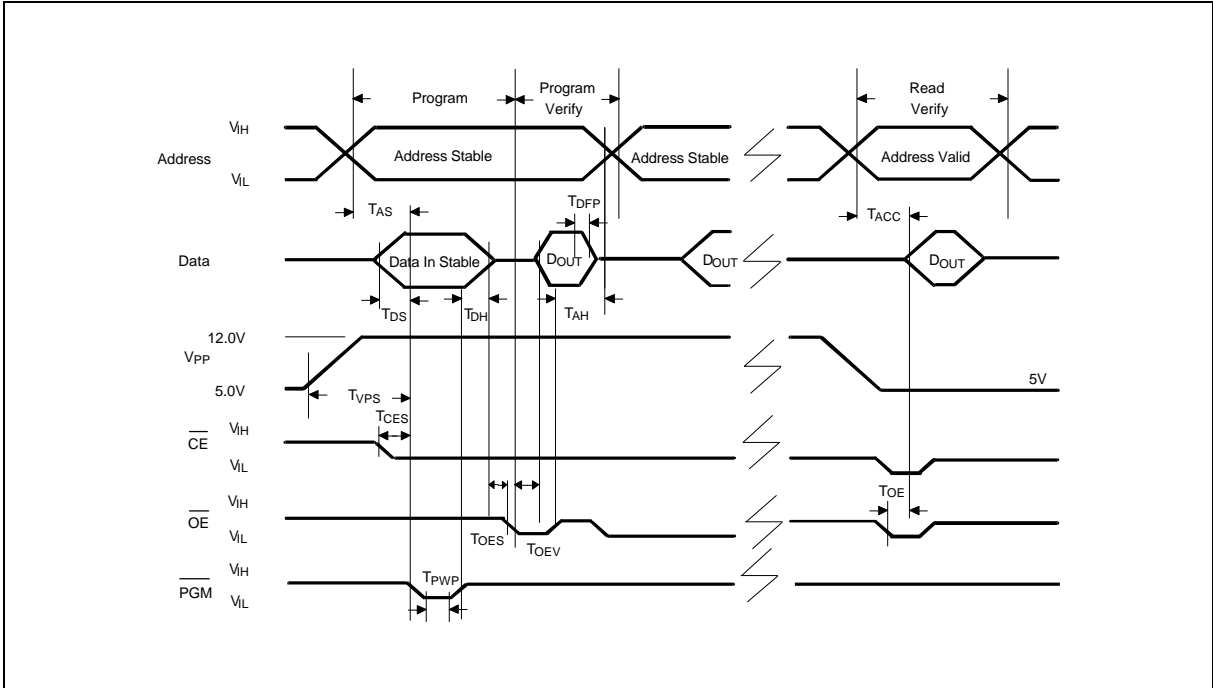 Program
Program
Verify
Read
Verify
VIH
Address
VIL
Address Stable
Address Stable
Address Valid
TAS
TDFP
TACC
Data
Data In Stable
DOUT
DOUT
DOUT
TDS
TDH
TAH
12.0V
VPP
5.0V
5V
TVPS
TCES
VIH
CE
VIL
TOE
VIH
OE
VIL
TOES
TOEV
VIH
PGM
VIL
TPWP